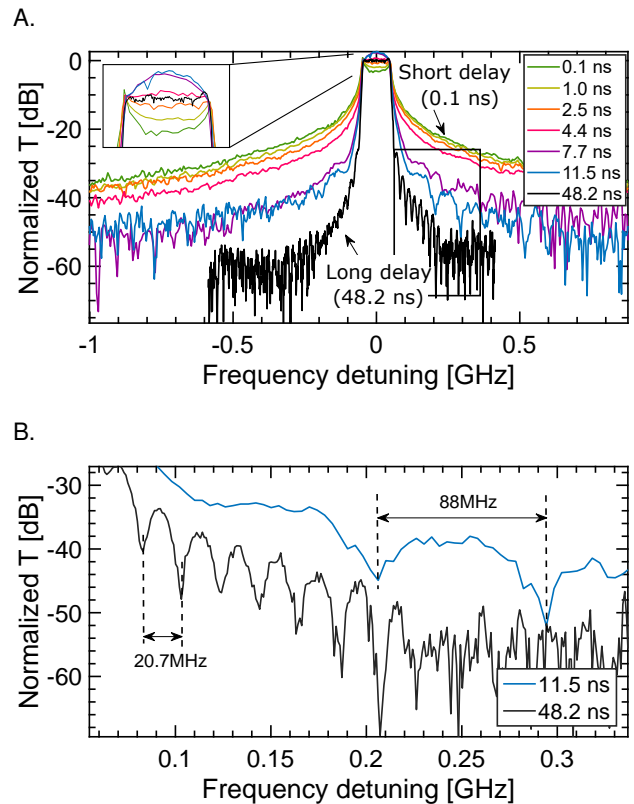 A.
0
-20
-40
-60
Normalized T [dB]
Short delay
(0.1 ns)
Long delay
(48.2 ns)
0.1 ns
1.0 ns
2.5 ns
4.4 ns
7.7 ns
11.5 ns
48.2 ns
-1
-0.5
0
0.5
Frequency detuning [GHz]
B.
-30
-40
-50
-60
Normalized T [dB]
88MHz
20.7MHz
11.5 ns
48.2 ns
0.1
0.15
0.2
0.25
0.3
Frequency detuning [GHz]